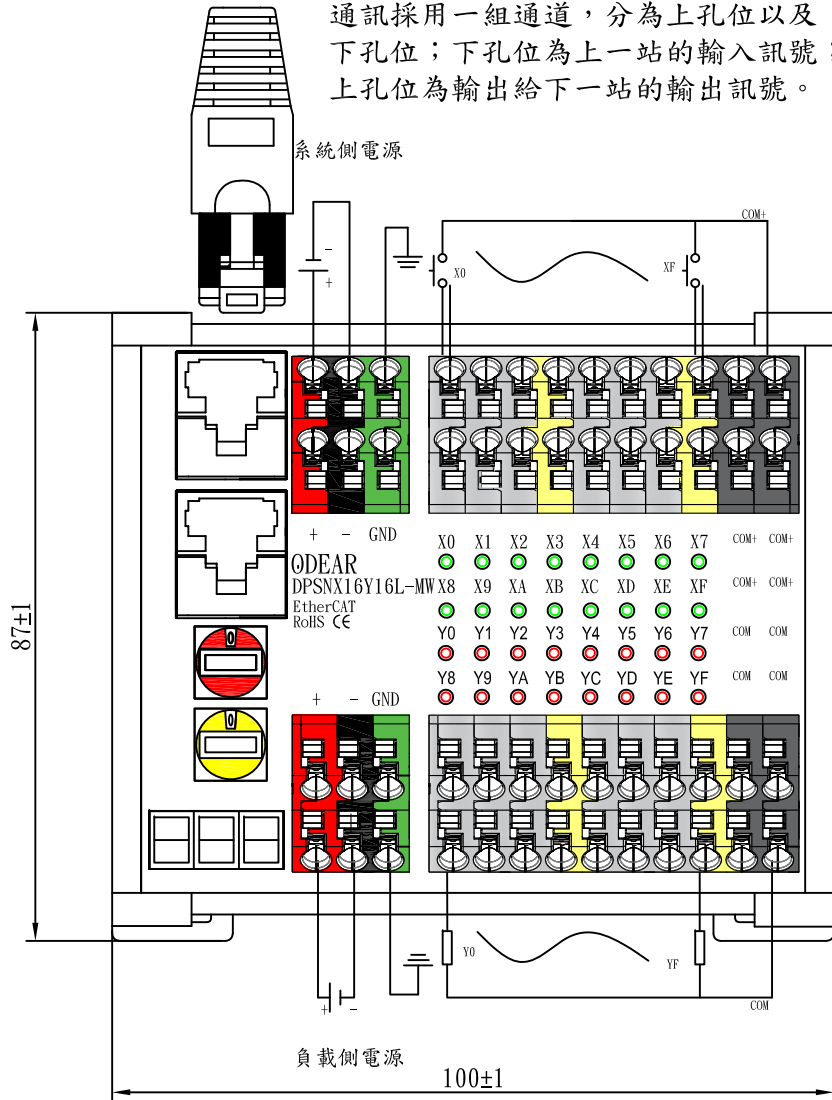 通訊採用一組通道，分為上孔位以及
下孔位；下孔位為上一站的輸入訊號
上孔位為輸出給下一站的輸出訊號。
系統側電源
-
+
COM+
X0
XF
+ - GND
ODEAR
DPSNX16Y16L-MW
EtherCAT
RoHS CE
X0 X1 X2 X3 X4 X5 X6 X7 COM+ COM+
X8 X9 XA XB XC XD XE XF COM+ COM+
Y0 Y1 Y2 Y3 Y4 Y5 Y6 Y7 COM COM
Y8 Y9 YA YB YC YD YE YF COM COM
+ - GND
87±1
Y0
YF
+ -
COM
負載側電源
100±1